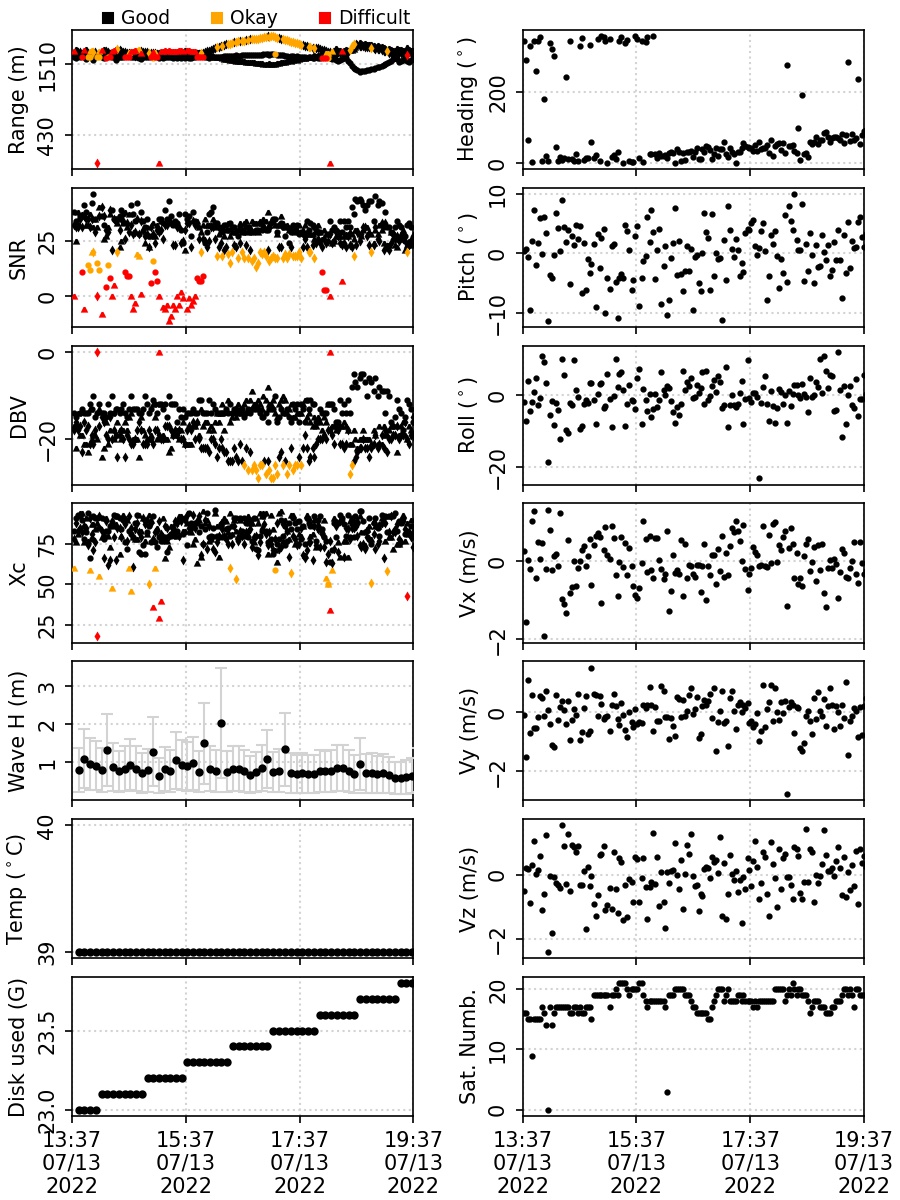 Good Okay Difficult
Range (m) 1510 430
Heading (°) 200 0
SNR 25 0
Pitch (°) 10 0 −10
DBV 0 −20
Roll (°) 0 −20
Xc 75 50 25
Vx (m/s) 0 −2
Wave H (m) 3 2 1
Vy (m/s) 0 −2
Temp (°C) 40 39
Vz (m/s) 0 −2
Disk used (G) 23.5 23.0
Sat. Numb. 20 10 0
13:37 15:37 17:37 19:37 13:37 15:37 17:37 19:37
07/13 07/13 07/13 07/13 07/13 07/13 07/13 07/13
2022 2022 2022 2022 2022 2022 2022 2022